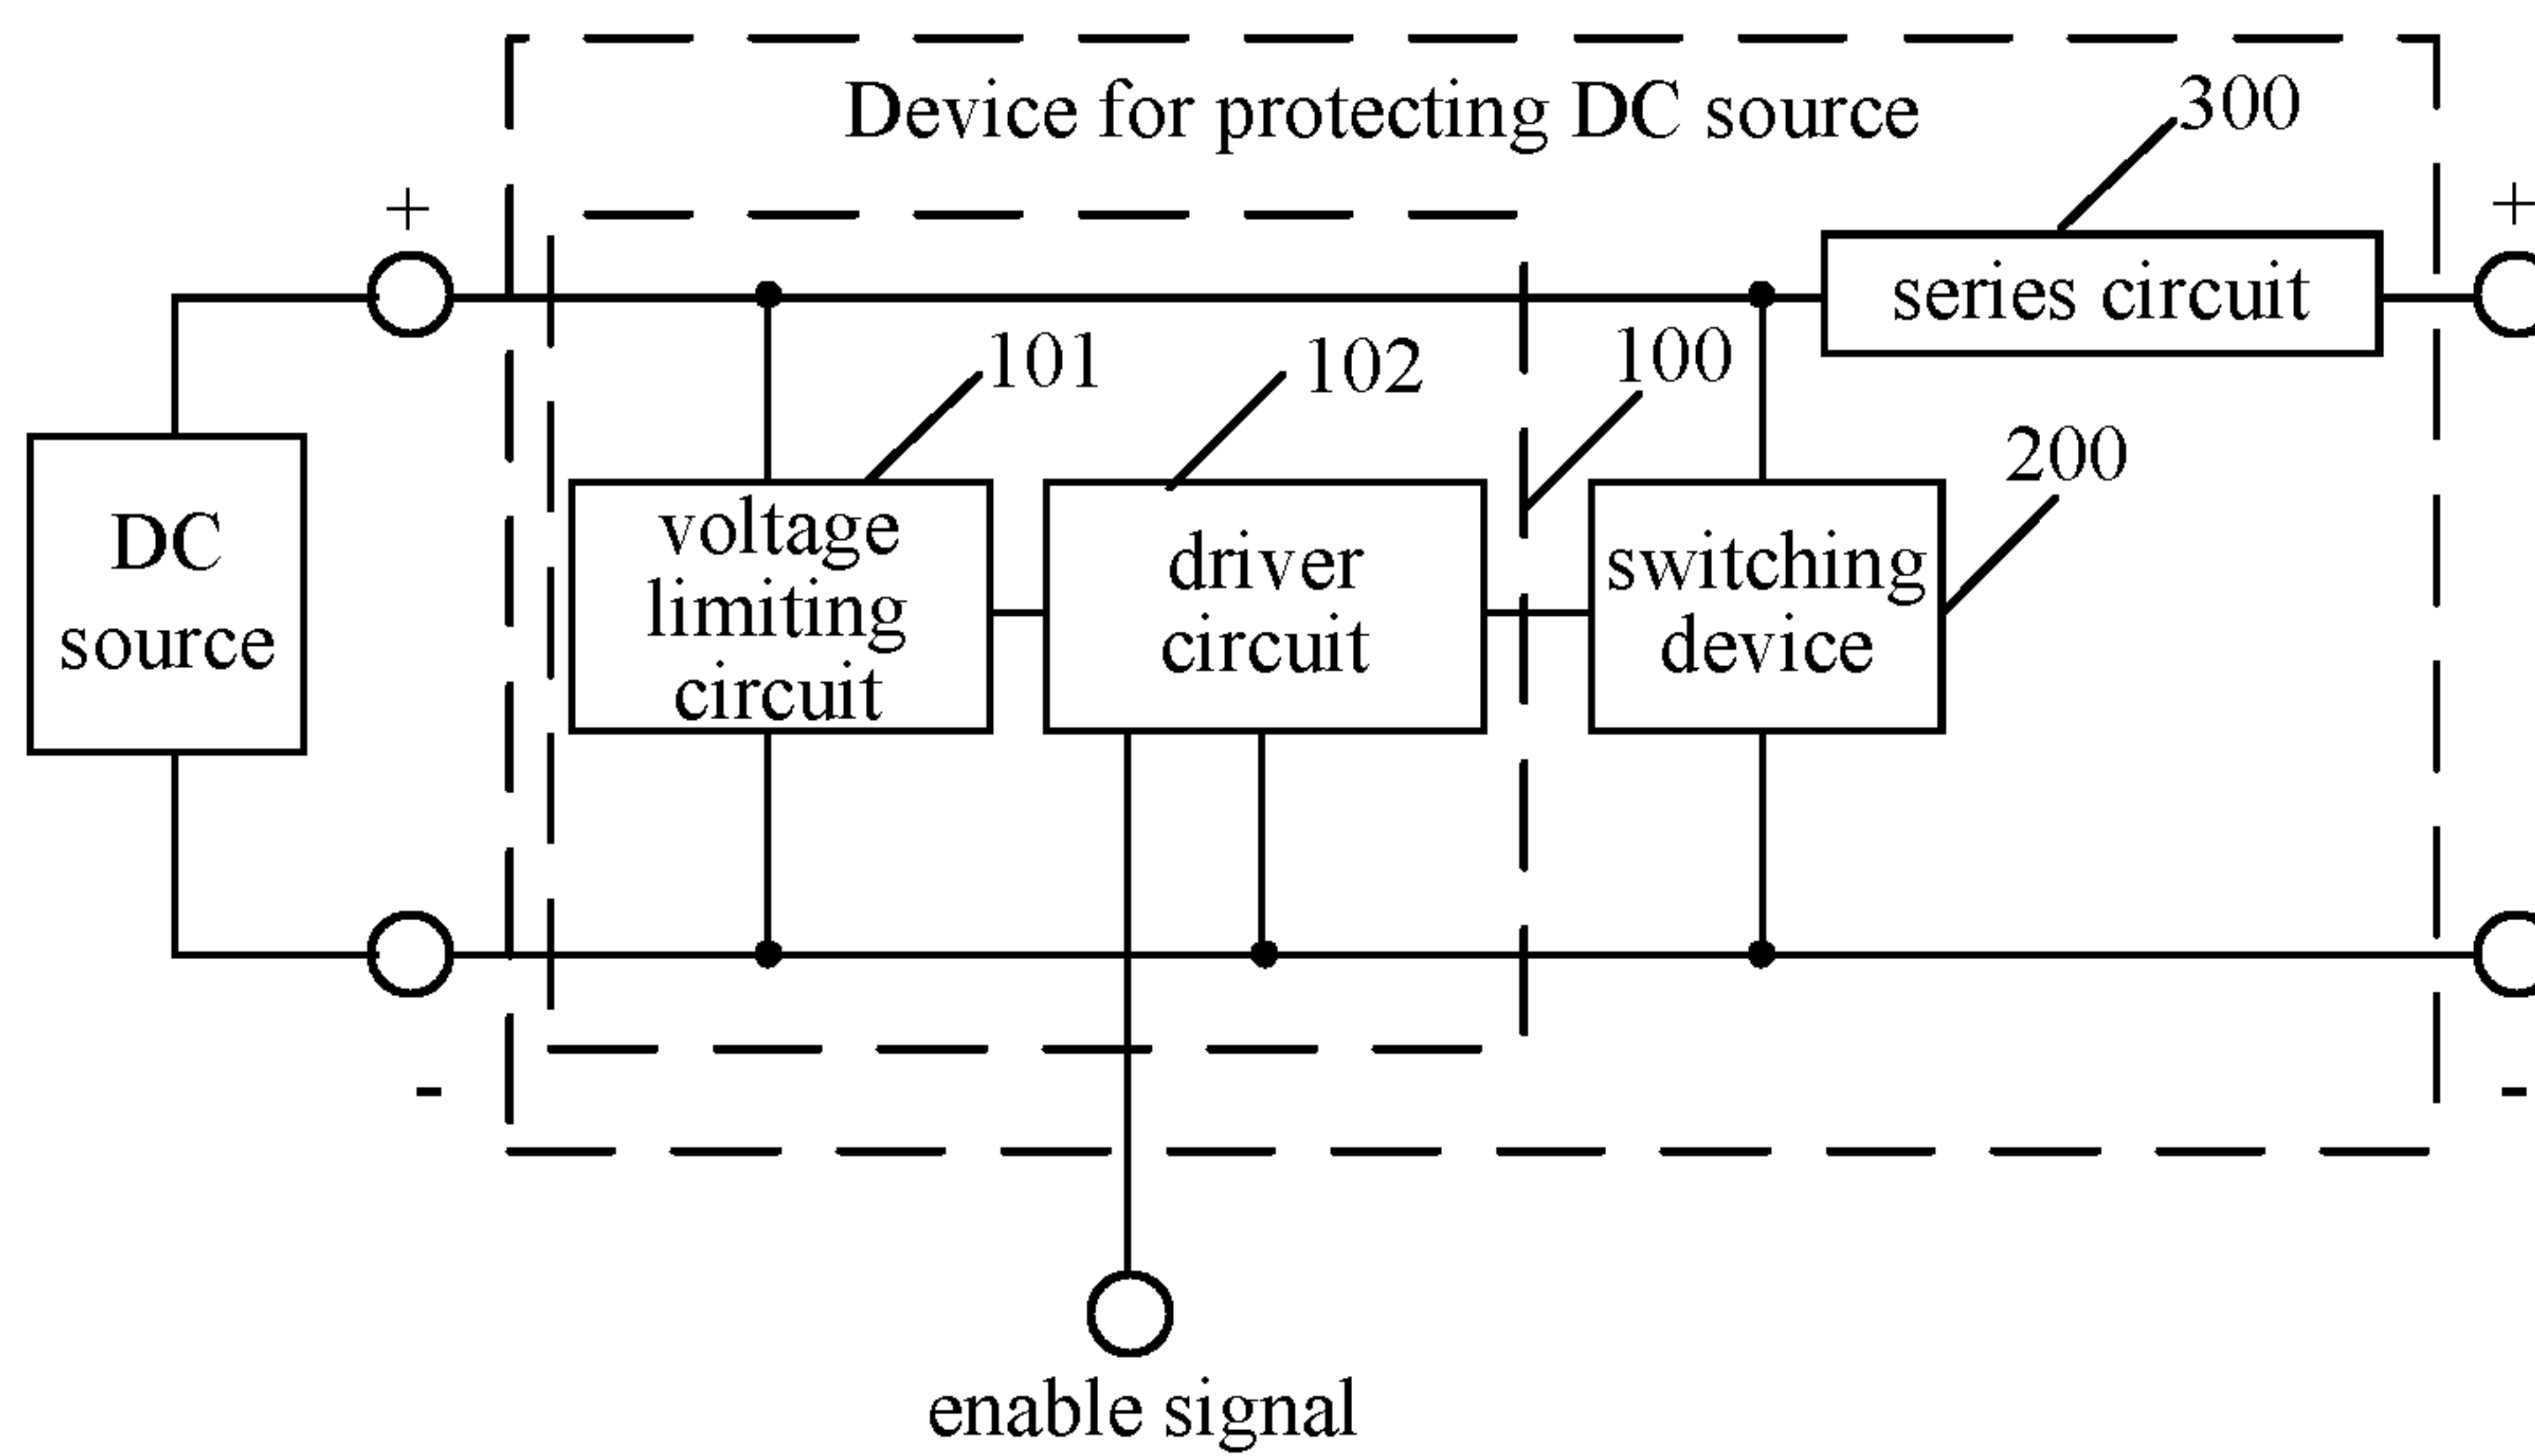 Device for protecting DC source
300
+
+
series circuit
101
102
100
200
DC
source
voltage
limiting
circuit
driver
circuit
switching
device
-
-
enable signal